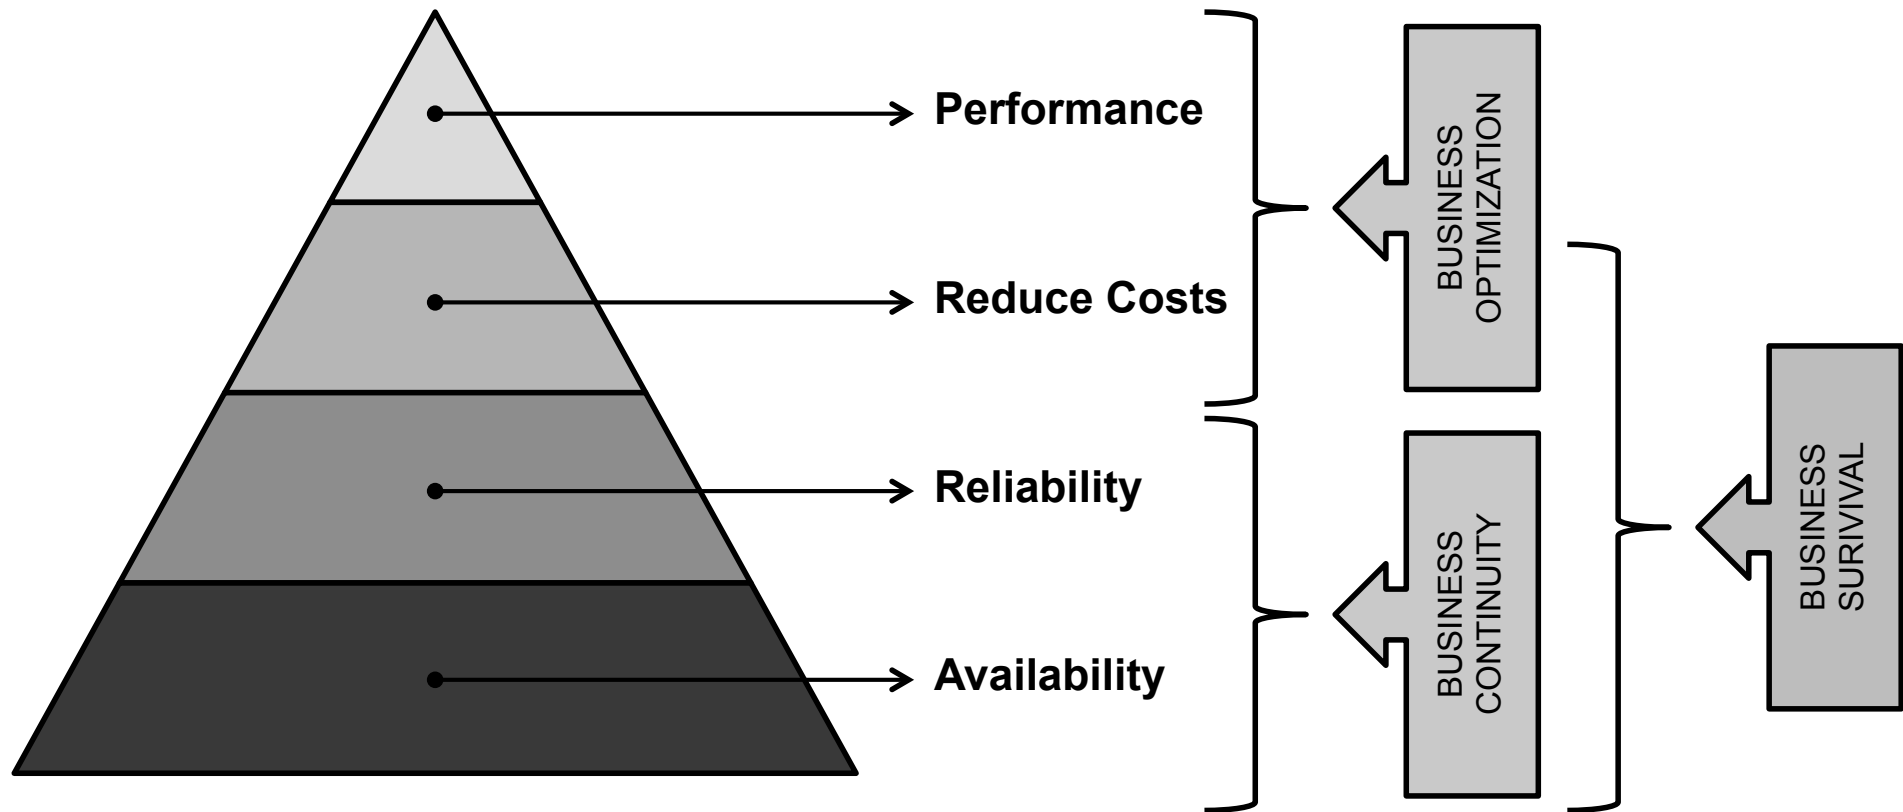 Performance
Reduce Costs
Reliability
Availability
BUSINESS
OPTIMIZATION
BUSINESS
CONTINUITY
BUSINESS
SURIVIVAL